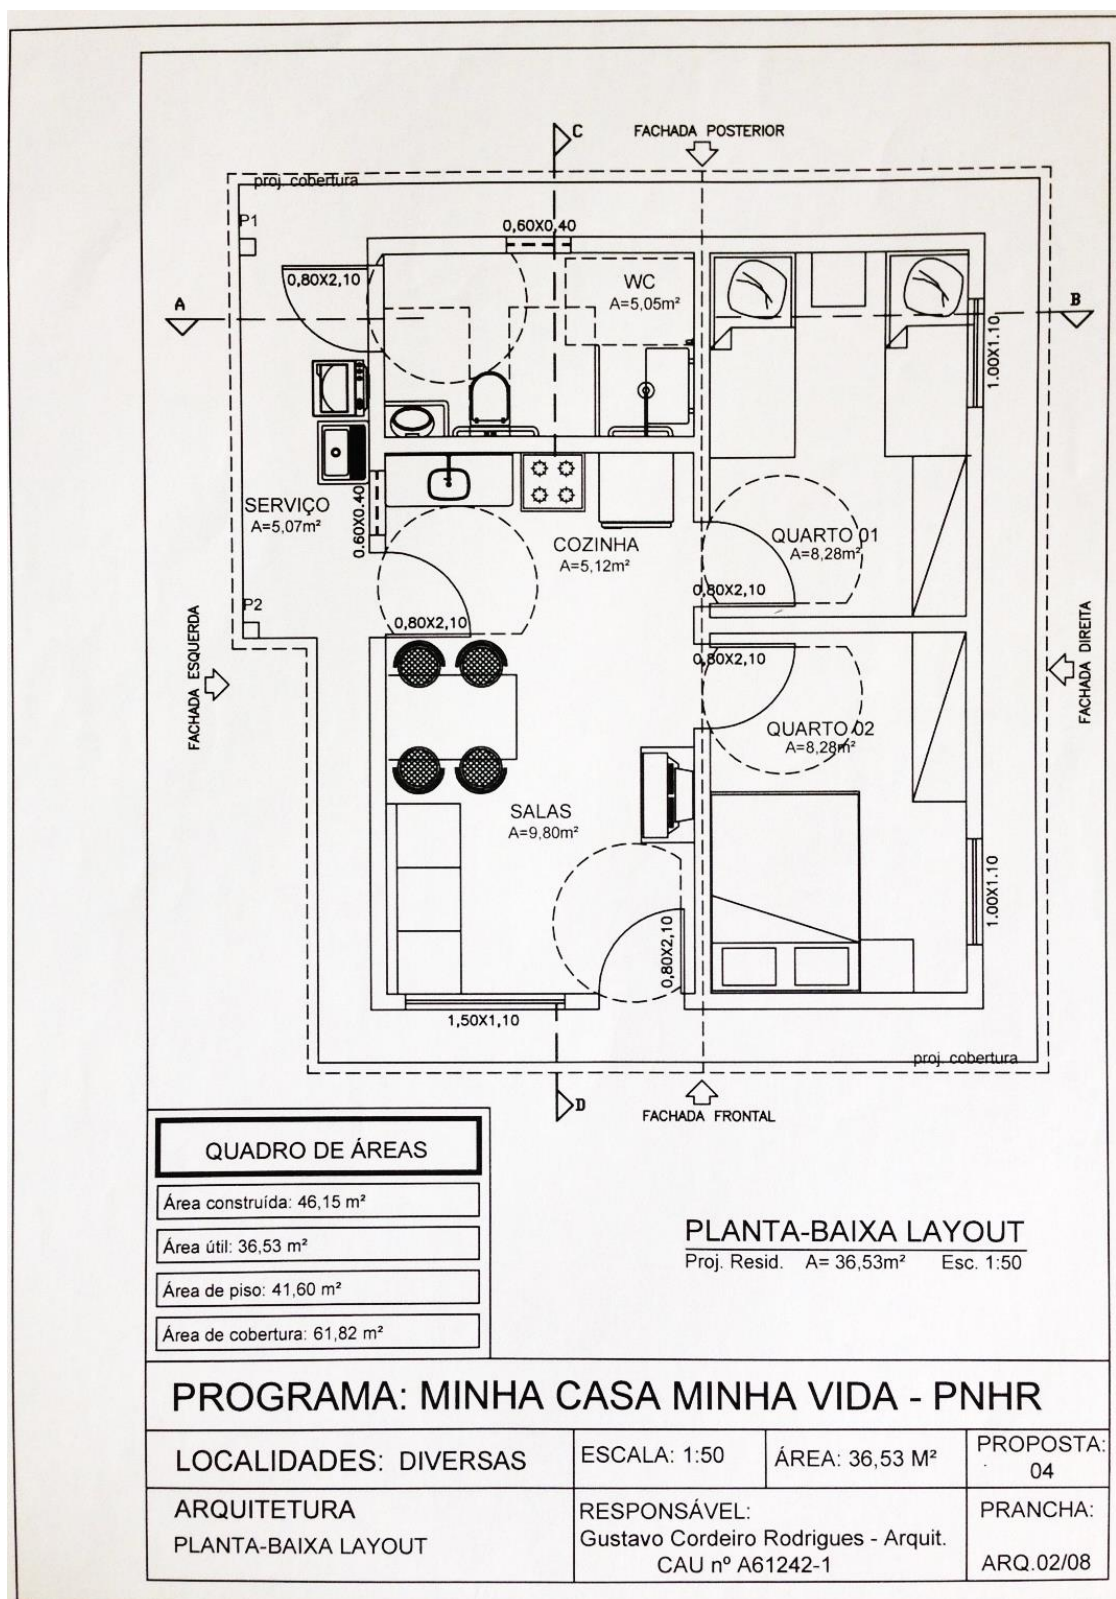 C
FACHADA POSTERIOR
proj. cobertura
P1
0,60X0,40
0,80X2,10
WC
A=5,05m²
A
B
1.00X1.10
SERVIÇO
A=5,07m²
0.60X0.40
COZINHA
A=5,12m²
QUARTO 01
A=8,28m²
0,80X2,10
P2
0,80X2,10
FACHADA ESQUERDA
0,80X2,10
FACHADA DIREITA
QUARTO 02
A=8,28m²
SALAS
A=9,80m²
0,80X2,10
1.00X1.10
1,50X1,10
proj. cobertura
D
FACHADA FRONTAL
QUADRO DE ÁREAS
Área construída: 46,15 m²
Área útil: 36,53 m²
Área de piso: 41,60 m²
Área de cobertura: 61,82 m²
PLANTA-BAIXA LAYOUT
Proj. Resid. A= 36,53m² Esc. 1:50
PROGRAMA: MINHA CASA MINHA VIDA - PNHR
LOCALIDADES: DIVERSAS
ESCALA: 1:50
ÁREA: 36,53 M²
PROPOSTA:
04
ARQUITETURA
PLANTA-BAIXA LAYOUT
RESPONSÁVEL:
Gustavo Cordeiro Rodrigues - Arquit.
CAU nº A61242-1
PRANCHA:
ARQ.02/08